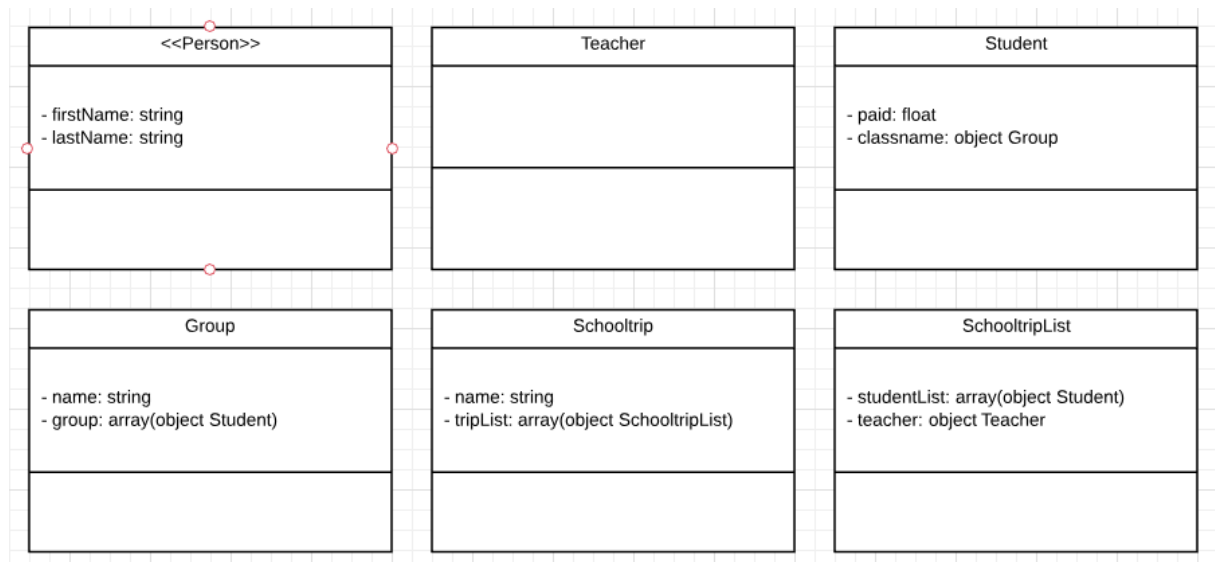 <<Person>>
- firstName: string
- lastName: string
Teacher
Student
- paid: float
- classname: object Group
Group
- name: string
- group: array(object Student)
Schooltrip
- name: string
- tripList: array(object SchooltripList)
SchooltripList
- studentList: array(object Student)
- teacher: object Teacher